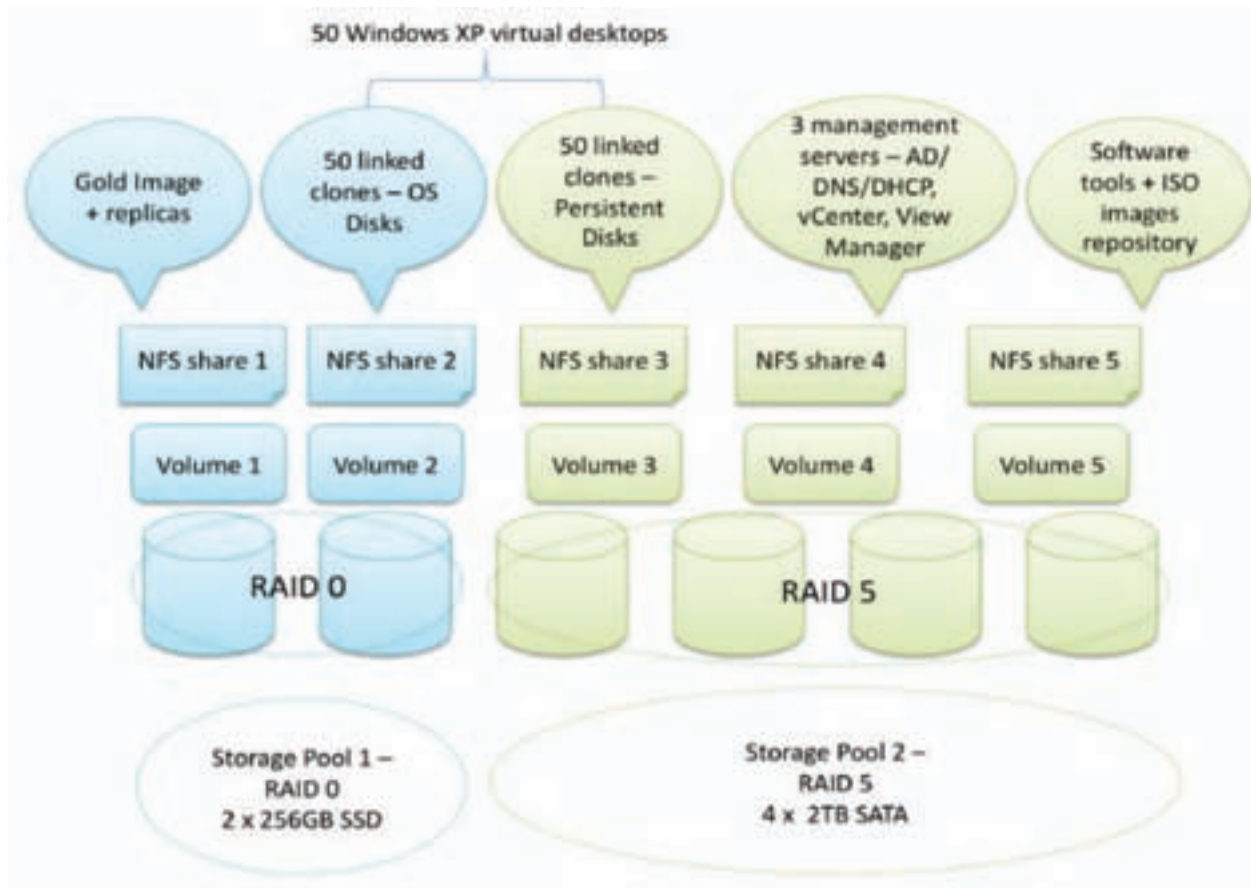 50 Windows XP virtual desktops
Gold Image
+ replicas
50 linked
clones – OS
Disks
50 linked
clones –
Persistent
Disks
3 management
servers – AD/
DNS/DHCP,
vCenter, View
Manager
Software
tools + ISO
images
repository
NFS share 1
NFS share 2
NFS share 3
NFS share 4
NFS share 5
Volume 1
Volume 2
Volume 3
Volume 4
Volume 5
RAID 0
RAID 5
Storage Pool 1 –
RAID 0
2 x 256GB SSD
Storage Pool 2 –
RAID 5
4 x 2TB SATA